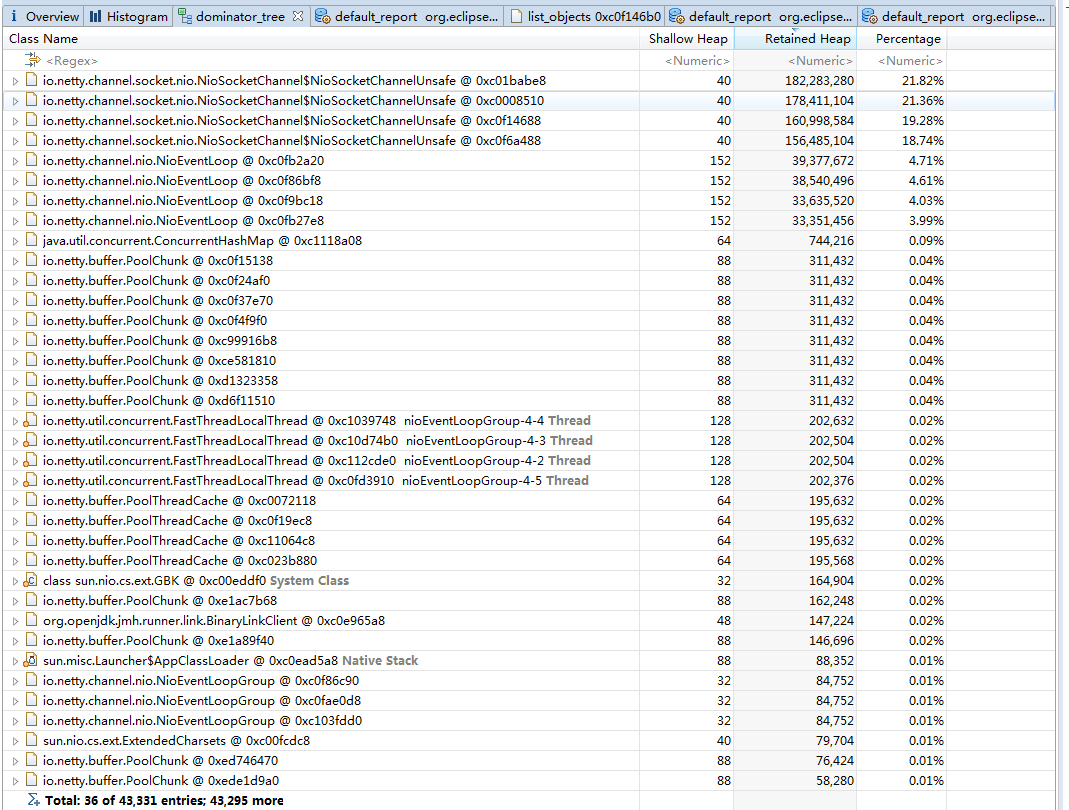 i Overview Histogram dominator_tree default_report org.eclipse... list_objects 0xc0f146b0 default_report org.eclipse... default_report org.eclipse...
Class Name Shallow Heap Retained Heap Percentage
<Regex> <Numeric> <Numeric> <Numeric>
io.netty.channel.socket.nio.NioSocketChannel$NioSocketChannelUnsafe @ 0xc01babe8 40 182,283,280 21.82%
io.netty.channel.socket.nio.NioSocketChannel$NioSocketChannelUnsafe @ 0xc0008510 40 178,411,104 21.36%
io.netty.channel.socket.nio.NioSocketChannel$NioSocketChannelUnsafe @ 0xc0f14688 40 160,998,584 19.28%
io.netty.channel.socket.nio.NioSocketChannel$NioSocketChannelUnsafe @ 0xc0f6a488 40 156,485,104 18.74%
io.netty.channel.nio.NioEventLoop @ 0xc0fb2a20 152 39,377,672 4.71%
io.netty.channel.nio.NioEventLoop @ 0xc0f86bf8 152 38,540,496 4.61%
io.netty.channel.nio.NioEventLoop @ 0xc0f9bc18 152 33,635,520 4.03%
io.netty.channel.nio.NioEventLoop @ 0xc0fb27e8 152 33,351,456 3.99%
java.util.concurrent.ConcurrentHashMap @ 0xc1118a08 64 744,216 0.09%
io.netty.buffer.PoolChunk @ 0xc0f15138 88 311,432 0.04%
io.netty.buffer.PoolChunk @ 0xc0f24af0 88 311,432 0.04%
io.netty.buffer.PoolChunk @ 0xc0f37e70 88 311,432 0.04%
io.netty.buffer.PoolChunk @ 0xc0f4f9f0 88 311,432 0.04%
io.netty.buffer.PoolChunk @ 0xc99916b8 88 311,432 0.04%
io.netty.buffer.PoolChunk @ 0xce581810 88 311,432 0.04%
io.netty.buffer.PoolChunk @ 0xd1323358 88 311,432 0.04%
io.netty.buffer.PoolChunk @ 0xd6f11510 88 311,432 0.04%
io.netty.util.concurrent.FastThreadLocalThread @ 0xc1039748 nioEventLoopGroup-4-4 Thread 128 202,632 0.02%
io.netty.util.concurrent.FastThreadLocalThread @ 0xc10d74b0 nioEventLoopGroup-4-3 Thread 128 202,504 0.02%
io.netty.util.concurrent.FastThreadLocalThread @ 0xc112cde0 nioEventLoopGroup-4-2 Thread 128 202,504 0.02%
io.netty.util.concurrent.FastThreadLocalThread @ 0xc0fd3910 nioEventLoopGroup-4-5 Thread 128 202,376 0.02%
io.netty.buffer.PoolThreadCache @ 0xc0072118 64 195,632 0.02%
io.netty.buffer.PoolThreadCache @ 0xc0f19ec8 64 195,632 0.02%
io.netty.buffer.PoolThreadCache @ 0xc11064c8 64 195,632 0.02%
io.netty.buffer.PoolThreadCache @ 0xc023b880 64 195,568 0.02%
class sun.nio.cs.ext.GBK @ 0xc00eddf0 System Class 32 164,904 0.02%
io.netty.buffer.PoolChunk @ 0xe1ac7b68 88 162,248 0.02%
org.openjdk.jmh.runner.link.BinaryLinkClient @ 0xc0e965a8 48 147,224 0.02%
io.netty.buffer.PoolChunk @ 0xe1a89f40 88 146,696 0.02%
sun.misc.Launcher$AppClassLoader @ 0xc0ead5a8 Native Stack 88 88,352 0.01%
io.netty.channel.nio.NioEventLoopGroup @ 0xc0f86c90 32 84,752 0.01%
io.netty.channel.nio.NioEventLoopGroup @ 0xc0fae0d8 32 84,752 0.01%
io.netty.channel.nio.NioEventLoopGroup @ 0xc103fdd0 32 84,752 0.01%
sun.nio.cs.ext.ExtendedCharsets @ 0xc00fcdc8 40 79,704 0.01%
io.netty.buffer.PoolChunk @ 0xed746470 88 76,424 0.01%
io.netty.buffer.PoolChunk @ 0xede1d9a0 88 58,280 0.01%
Total: 36 of 43,331 entries; 43,295 more